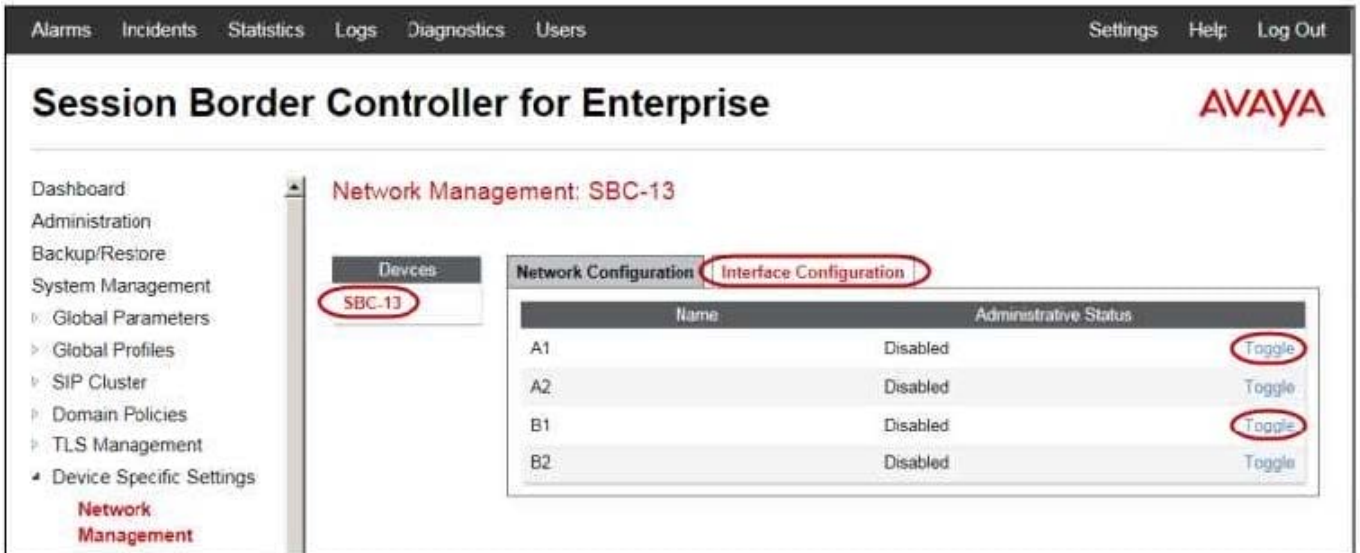 Alarms Incidents Statistics Logs Diagnostics Users Settings Help Log Out
Session Border Controller for Enterprise
AVAYA
Dashboard
Administration
Backup/Restore
System Management
Global Parameters
Global Profiles
SIP Cluster
Domain Policies
TLS Management
Device Specific Settings
Network
Management
Network Management: SBC-13
Devces
SBC-13
Network Configuration Interface Configuration
Name Administrative Status
A1 Disabled Toggle
A2 Disabled Toggle
B1 Disabled Toggle
B2 Disabled Toggle